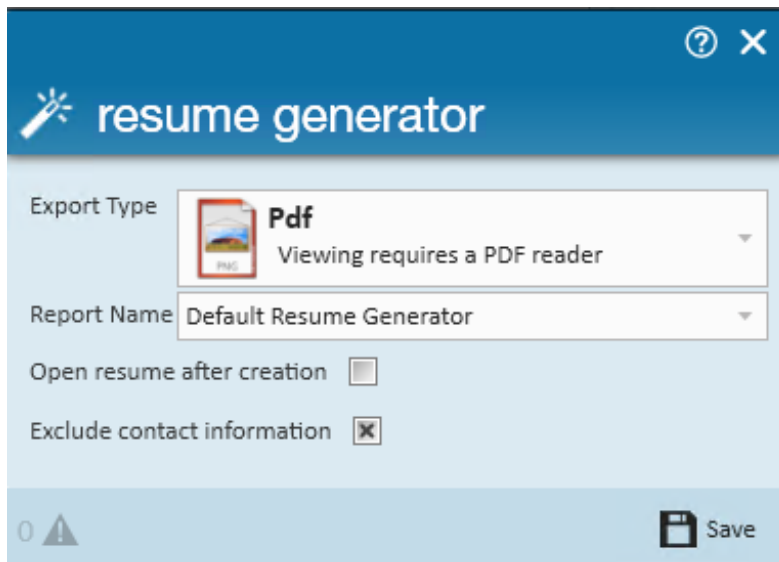 resume generator
Export Type
Pdf
Viewing requires a PDF reader
PNG
Report Name
Default Resume Generator
Open resume after creation
Exclude contact information
0
Save